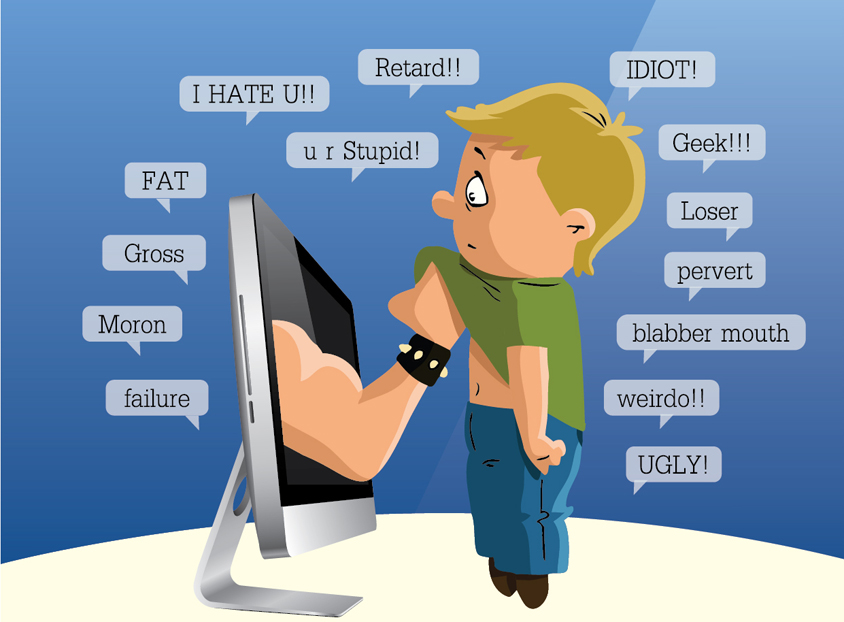 Retard!!
IDIOT!
I HATE U!!
u r Stupid!
Geek!!!
FAT
Loser
Gross
pervert
Moron
blabber mouth
failure
weirdo!!
UGLY!